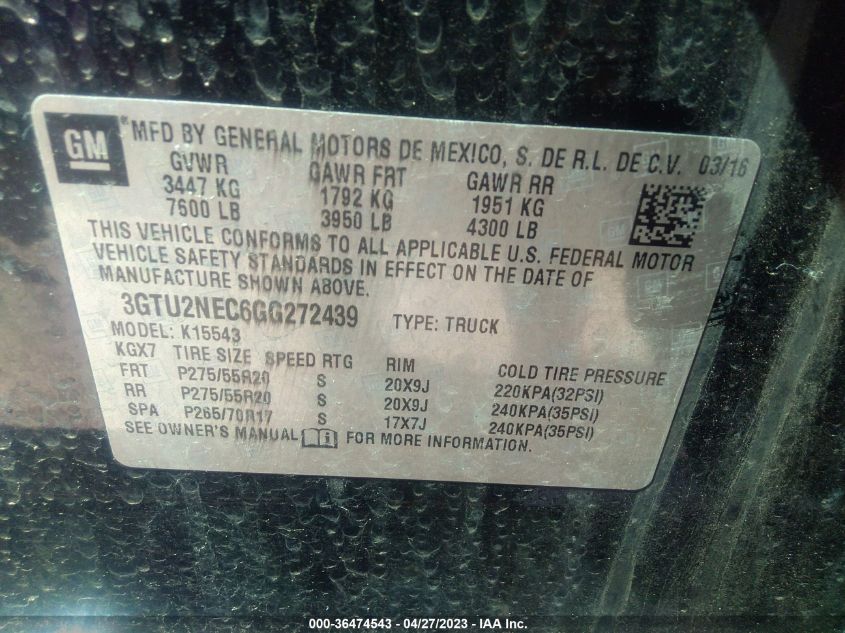 GM ® MFD BY GENERAL MOTORS DE MEXICO, S. DE R.L. DE C.V. 03/16
GVWR GAWR FRT GAWR RR
3447 KG 1792 KG 1951 KG
7600 LB 3950 LB 4300 LB
THIS VEHICLE CONFORMS TO ALL APPLICABLE U.S. FEDERAL MOTOR
VEHICLE SAFETY STANDARDS IN EFFECT ON THE DATE OF
MANUFACTURE SHOWN ABOVE.
3GTU2NEC6GG272439 TYPE: TRUCK
MODEL: K15543
KGX7 TIRE SIZE SPEED RTG RIM COLD TIRE PRESSURE
FRT P275/55R20 S 20X9J 220KPA(32PSI)
RR P275/55R20 S 20X9J 240KPA(35PSI)
SPA P265/70R17 S 17X7J 240KPA(35PSI)
SEE OWNER'S MANUAL i FOR MORE INFORMATION.
000-36474543 - 04/27/2023 - IAA Inc.